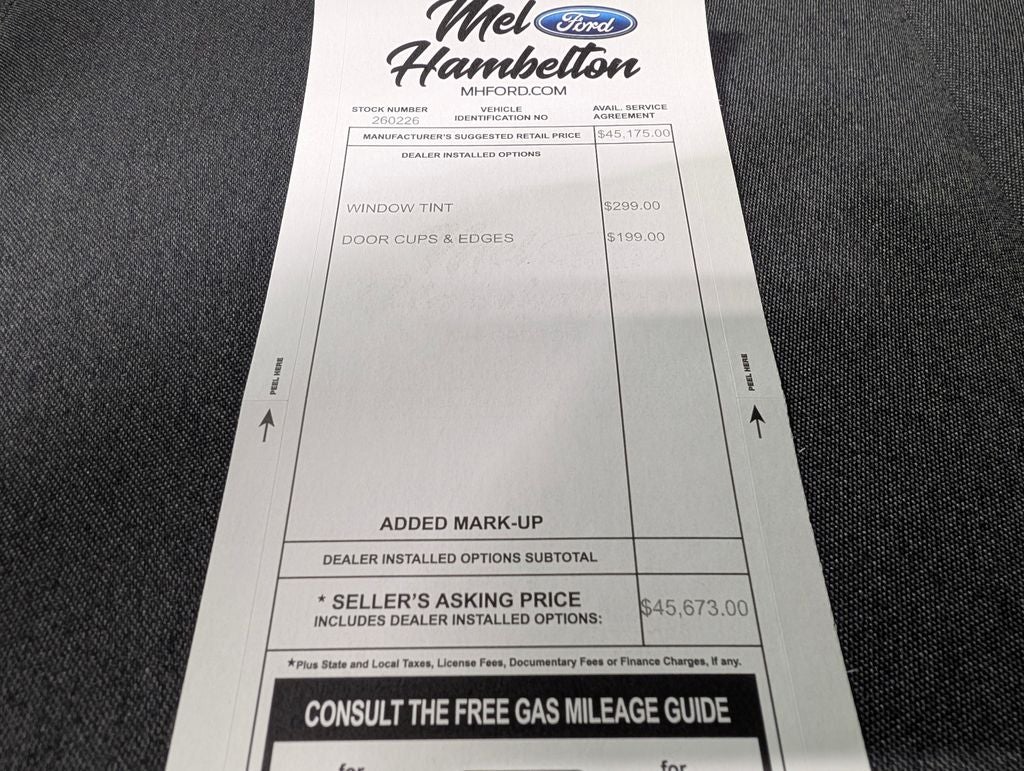 Mel Ford
Hambelton
MHFORD.COM
STOCK NUMBER VEHICLE AVAIL. SERVICE
260226 IDENTIFICATION NO AGREEMENT
MANUFACTURER'S SUGGESTED RETAIL PRICE $45,175.00
DEALER INSTALLED OPTIONS
WINDOW TINT $299.00
DOOR CUPS & EDGES $199.00
PEEL HERE PEEL HERE
ADDED MARK-UP
DEALER INSTALLED OPTIONS SUBTOTAL
* SELLER'S ASKING PRICE $45,673.00
INCLUDES DEALER INSTALLED OPTIONS:
*Plus State and Local Taxes, License Fees, Documentary Fees or Finance Charges, If any.
CONSULT THE FREE GAS MILEAGE GUIDE
for for